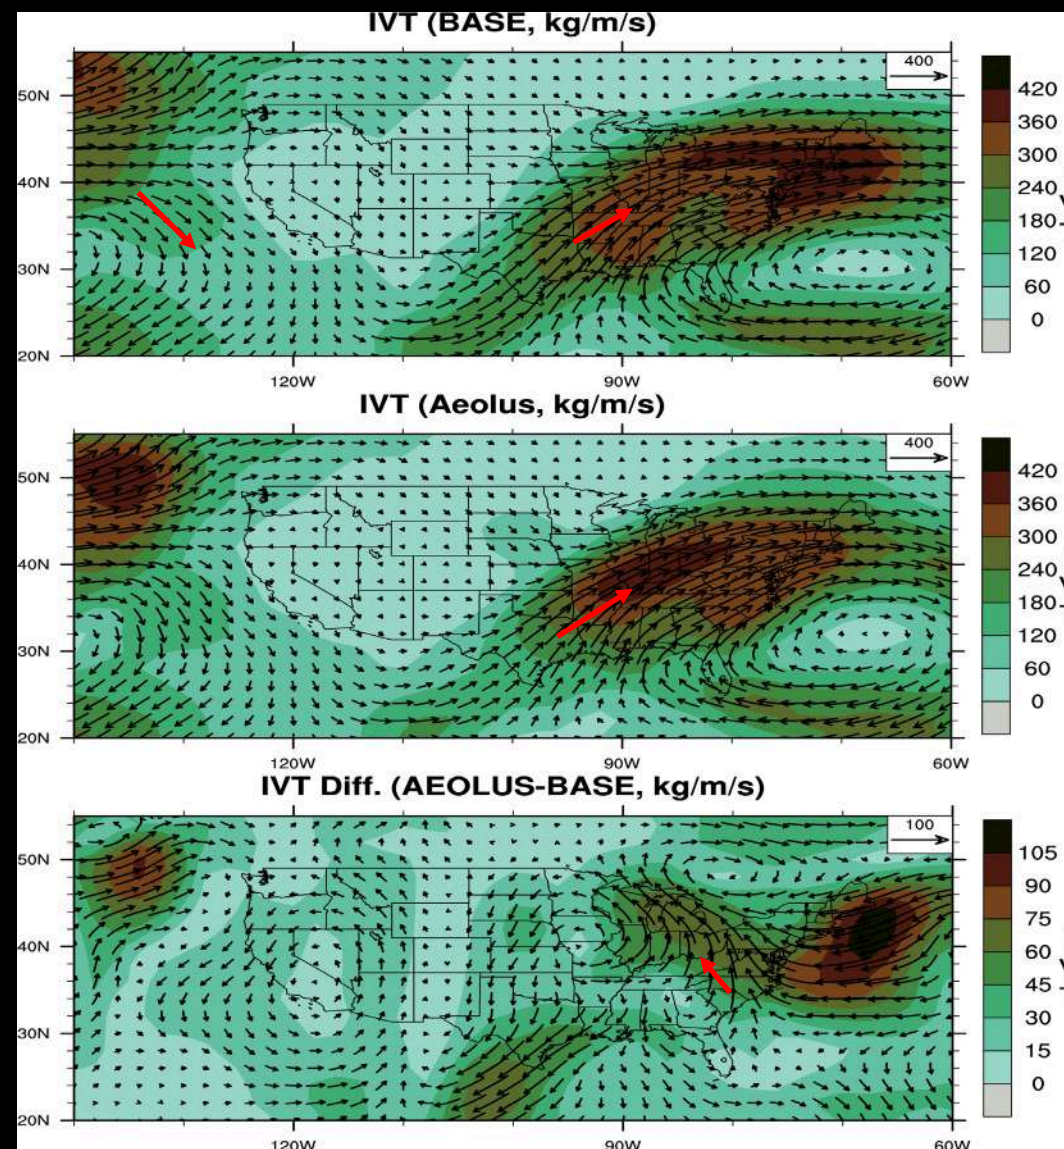 IVT (BASE, kg/m/s)
400
50N
40N
30N
20N
120W
90W
60W
420
360
300
240
180
120
60
0
IVT (Aeolus, kg/m/s)
400
50N
40N
30N
20N
120W
90W
60W
420
360
300
240
180
120
60
0
IVT Diff. (AEOLUS-BASE, kg/m/s)
100
50N
40N
30N
20N
120W
90W
60W
105
90
75
60
45
30
15
0